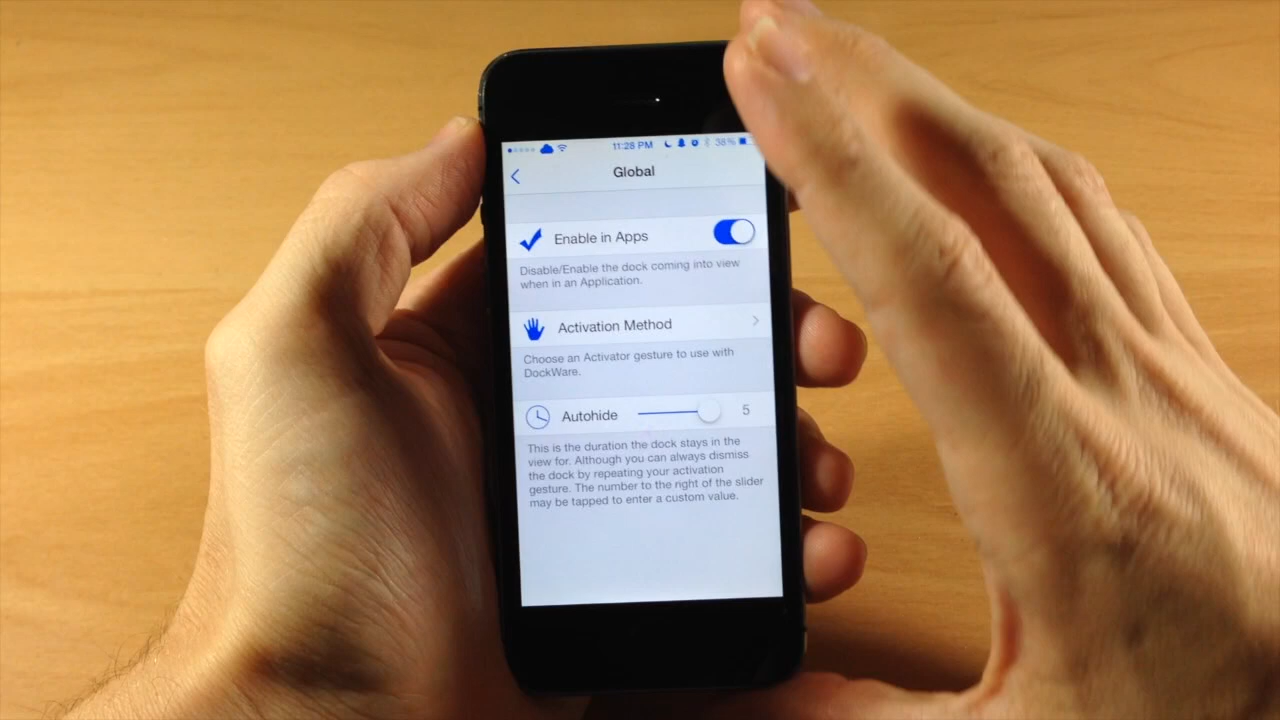 11:28 PM 38%
Global
Enable in Apps
Disable/Enable the dock coming into view
when in an Application.
Activation Method
Choose an Activator gesture to use with
DockWare.
Autohide 5
This is the duration the dock stays in the
view for. Although you can always dismiss
the dock by repeating your activation
gesture. The number to the right of the slider
may be tapped to enter a custom value.